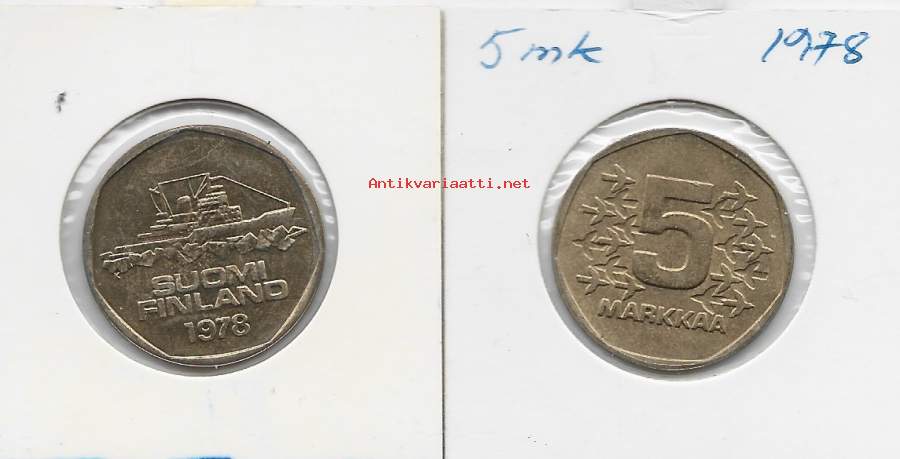 5 mk 1978
Antikvariaatti.net
SUOMI
FINLAND
1978
5
MARKKAA